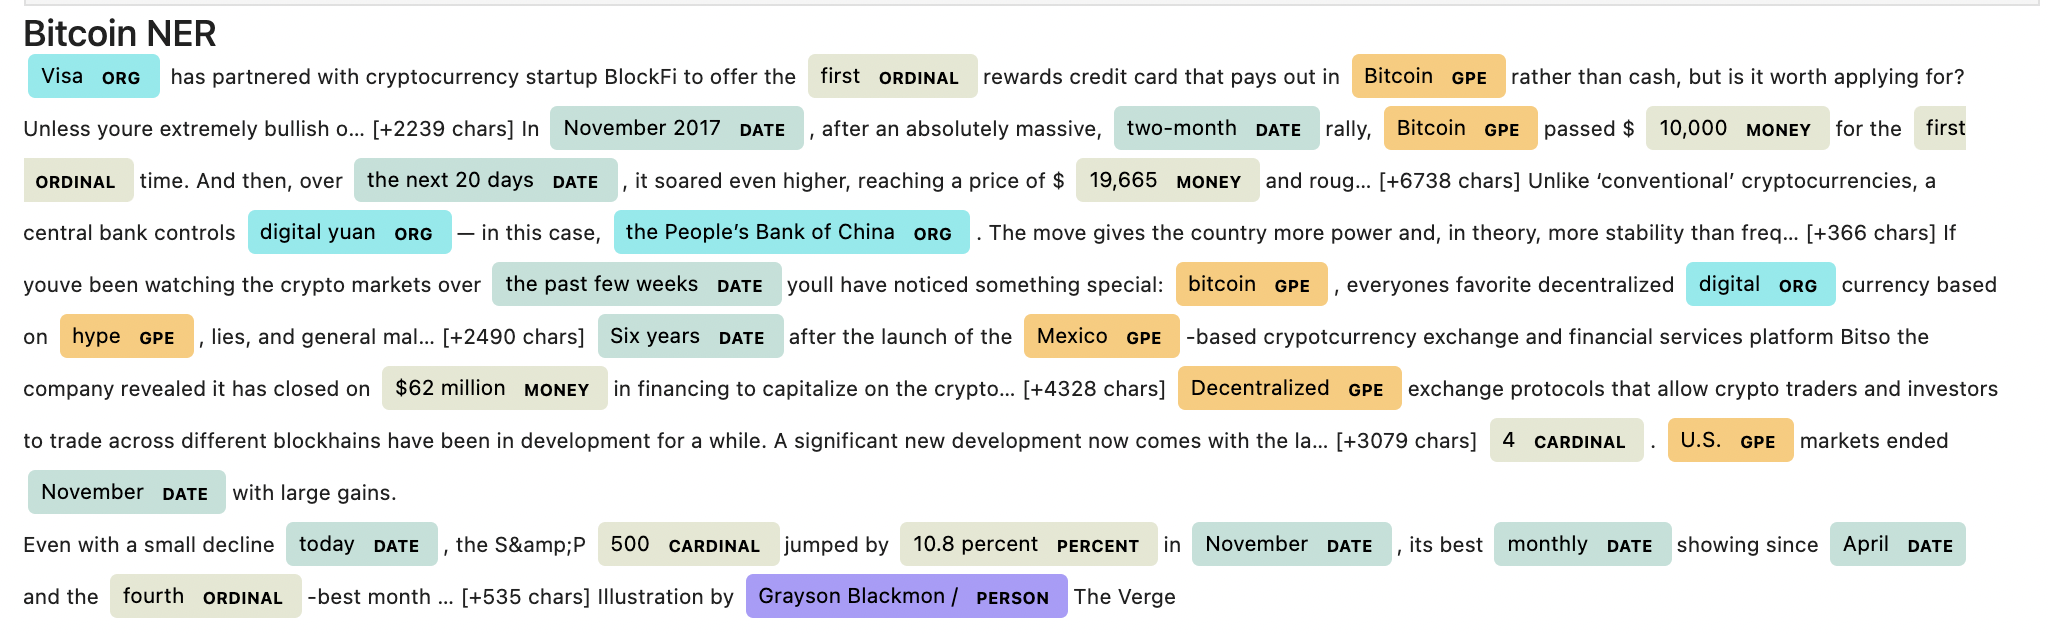 Bitcoin NER
Visa ORG has partnered with cryptocurrency startup BlockFi to offer the first ORDINAL rewards credit card that pays out in Bitcoin GPE rather than cash, but is it worth applying for?
Unless youre extremely bullish o… [+2239 chars] In November 2017 DATE , after an absolutely massive, two-month DATE rally, Bitcoin GPE passed $ 10,000 MONEY for the first
ORDINAL time. And then, over the next 20 days DATE , it soared even higher, reaching a price of $ 19,665 MONEY and roug… [+6738 chars] Unlike ‘conventional’ cryptocurrencies, a
central bank controls digital yuan ORG — in this case, the People’s Bank of China ORG . The move gives the country more power and, in theory, more stability than freq… [+366 chars] If
youve been watching the crypto markets over the past few weeks DATE youll have noticed something special: bitcoin GPE , everyones favorite decentralized digital ORG currency based
on hype GPE , lies, and general mal… [+2490 chars] Six years DATE after the launch of the Mexico GPE -based crypotcurrency exchange and financial services platform Bitso the
company revealed it has closed on $62 million MONEY in financing to capitalize on the crypto… [+4328 chars] Decentralized GPE exchange protocols that allow crypto traders and investors
to trade across different blockhains have been in development for a while. A significant new development now comes with the la… [+3079 chars] 4 CARDINAL . U.S. GPE markets ended
November DATE with large gains.
Even with a small decline today DATE , the S&amp;P 500 CARDINAL jumped by 10.8 percent PERCENT in November DATE , its best monthly DATE showing since April DATE
and the fourth ORDINAL -best month … [+535 chars] Illustration by Grayson Blackmon / PERSON The Verge